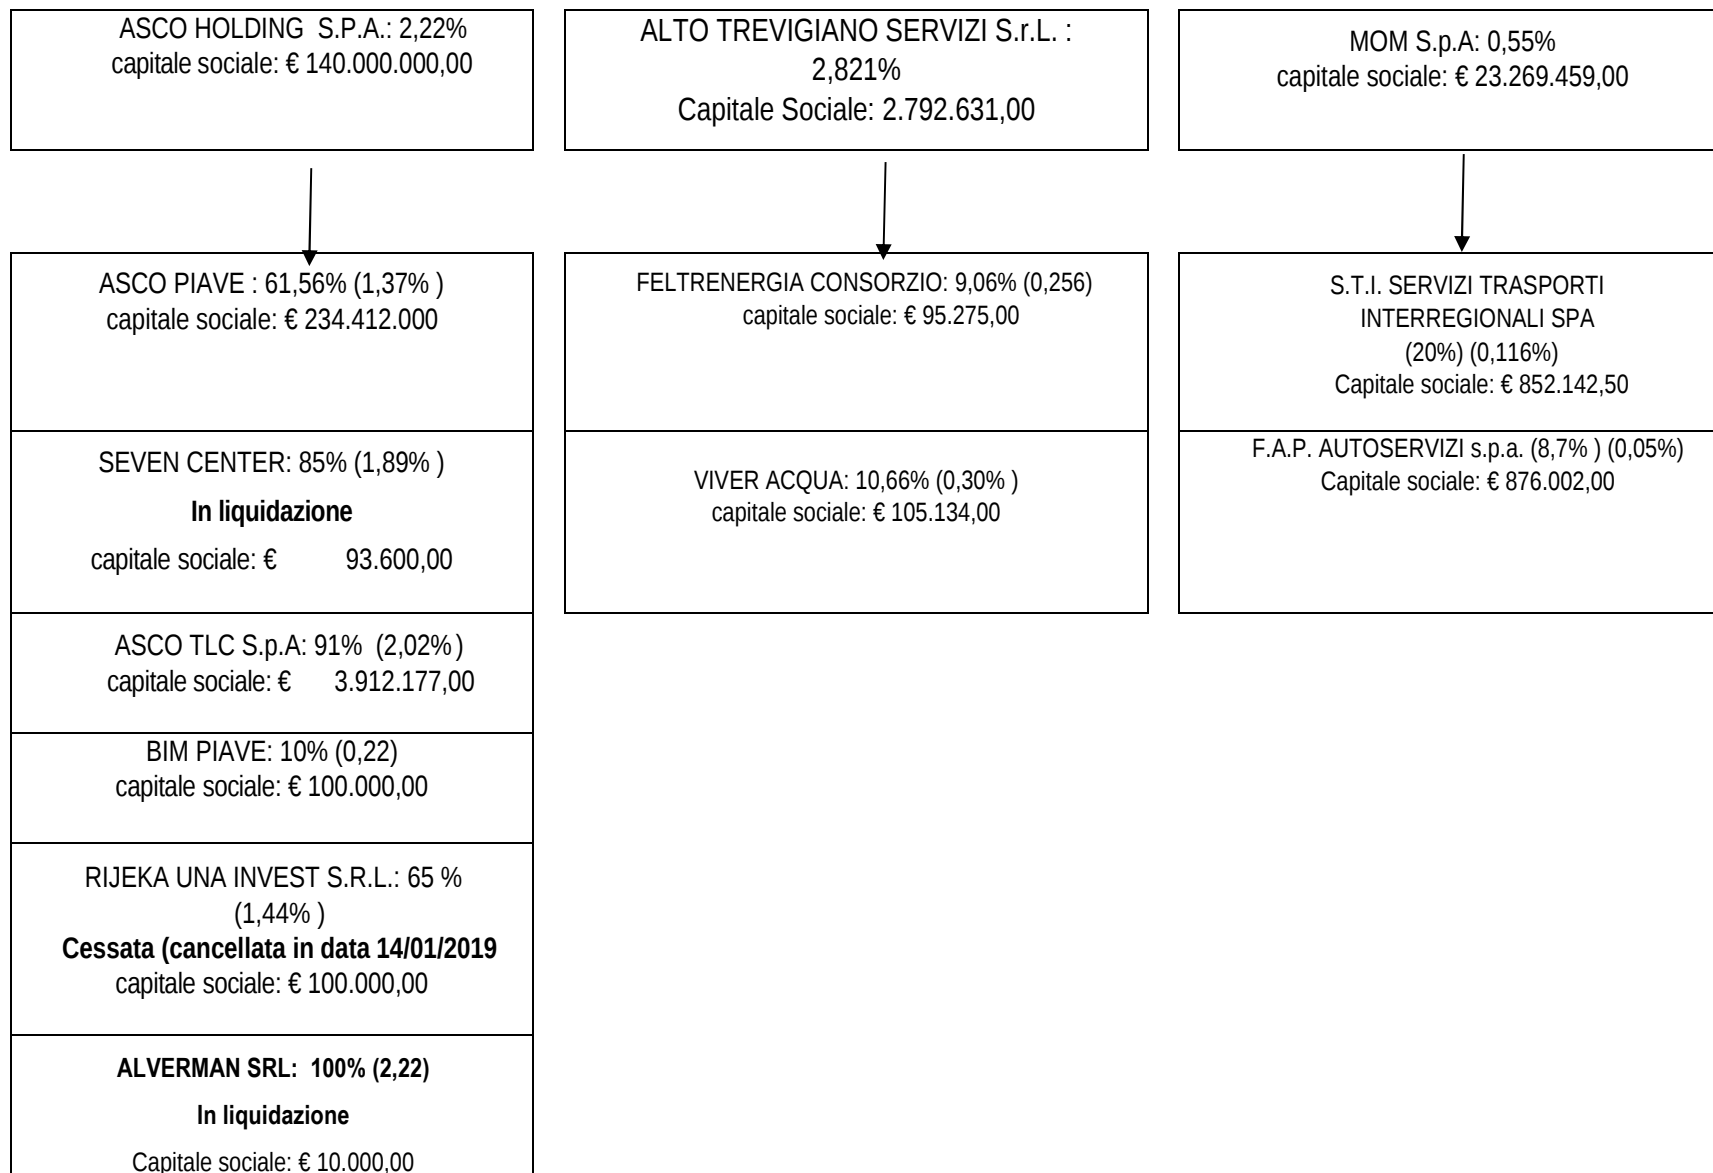 ASCO HOLDING S.P.A.: 2,22%
capitale sociale: € 140.000.000,00
ALTO TREVIGIANO SERVIZI S.r.L. :
2,821%
Capitale Sociale: 2.792.631,00
MOM S.p.A: 0,55%
capitale sociale: € 23.269.459,00
ASCO PIAVE : 61,56% (1,37% )
capitale sociale: € 234.412.000
SEVEN CENTER: 85% (1,89% )
In liquidazione
capitale sociale: € 93.600,00
ASCO TLC S.p.A: 91% (2,02% )
capitale sociale: € 3.912.177,00
BIM PIAVE: 10% (0,22)
capitale sociale: € 100.000,00
RIJEKA UNA INVEST S.R.L.: 65 %
(1,44% )
Cessata (cancellata in data 14/01/2019
capitale sociale: € 100.000,00
ALVERMAN SRL: 100% (2,22)
In liquidazione
Capitale sociale: € 10.000,00
FELTRENERGIA CONSORZIO: 9,06% (0,256)
capitale sociale: € 95.275,00
VIVER ACQUA: 10,66% (0,30% )
capitale sociale: € 105.134,00
S.T.I. SERVIZI TRASPORTI
INTERREGIONALI SPA
(20%) (0,116%)
Capitale sociale: € 852.142,50
F.A.P. AUTOSERVIZI s.p.a. (8,7% ) (0,05%)
Capitale sociale: € 876.002,00